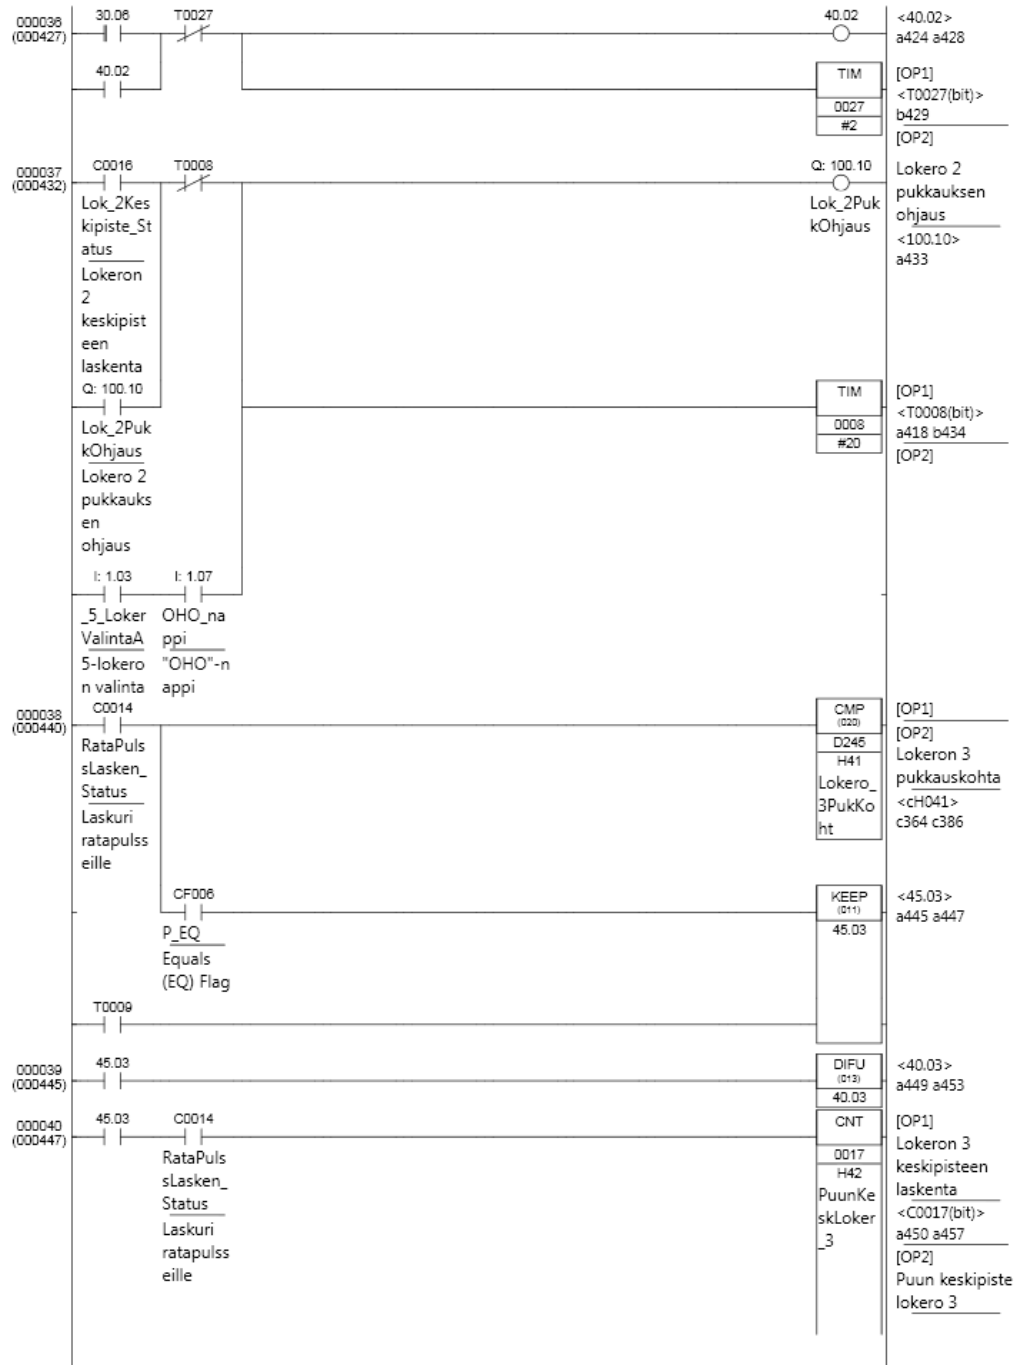 000036
(000427)
30.06
T0027
40.02
<40.02>
a424 a428
40.02
TIM
0027
#2
[OP1]
<T0027(bit)>
b429
[OP2]
000037
(000432)
C0016
T0008
Q: 100.10
Lok_2Kes
kipiste_St
atus
Lokeron
2
keskipist
een
laskenta
Lok_2Puk
kOhjaus
Lokero 2
pukkauksen
ohjaus
<100.10>
a433
Q: 100.10
Lok_2Puk
kOhjaus
Lokero 2
pukkauks
en
ohjaus
TIM
0008
#20
[OP1]
<T0008(bit)>
a418 b434
[OP2]
I: 1.03
I: 1.07
_5_Loker
ValintaA
5-lokero
n valinta
OHO_na
ppi
"OHO"-n
appi
000038
(000440)
C0014
RataPuls
sLasken_
Status
Laskuri
ratapulss
eille
CMP
(020)
D245
H41
Lokero_
3PukKo
ht
[OP1]
[OP2]
Lokeron 3
pukkauskohta
<cH041>
c364 c386
CF006
P_EQ
Equals
(EQ) Flag
KEEP
(011)
45.03
<45.03>
a445 a447
T0009
000039
(000445)
45.03
DIFU
(013)
40.03
<40.03>
a449 a453
000040
(000447)
45.03
C0014
RataPuls
sLasken_
Status
Laskuri
ratapulss
eille
CNT
0017
H42
PuunKe
skLoker
_3
[OP1]
Lokeron 3
keskipisteen
laskenta
<C0017(bit)>
a450 a457
[OP2]
Puun keskipiste
lokero 3